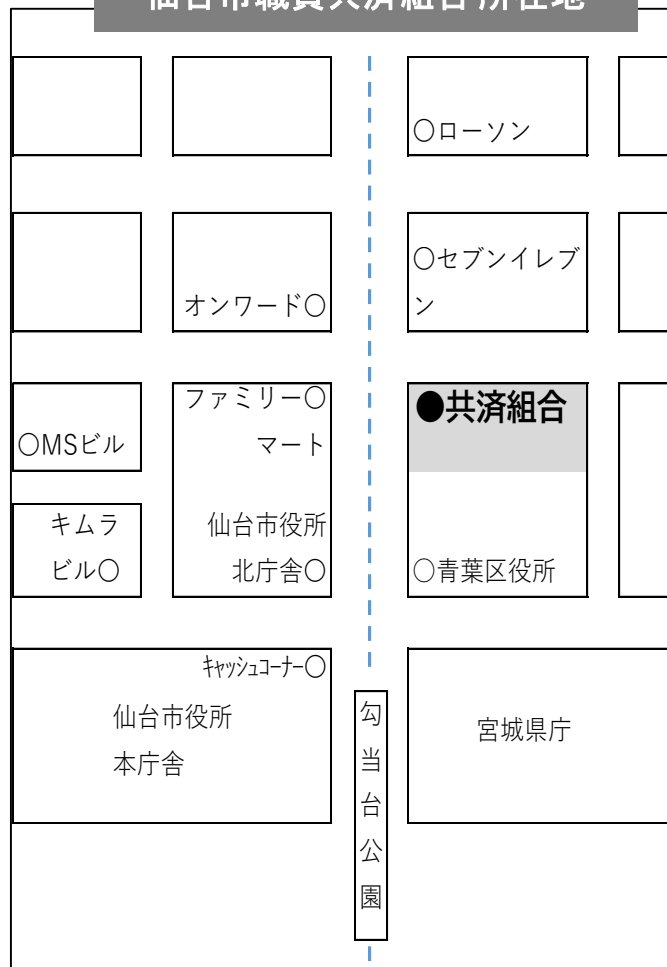 仙台市職員共済組合所在地
○ローソン
オンワード○
○セブンイレブ
ン
○MSビル
ファミリー○
マート
●共済組合
キムラ
ビル○
仙台市役所
北庁舎○
○青葉区役所
ｷｬｯｼｭｺｰﾅｰ○
仙台市役所
本庁舎
勾当台公園
宮城県庁